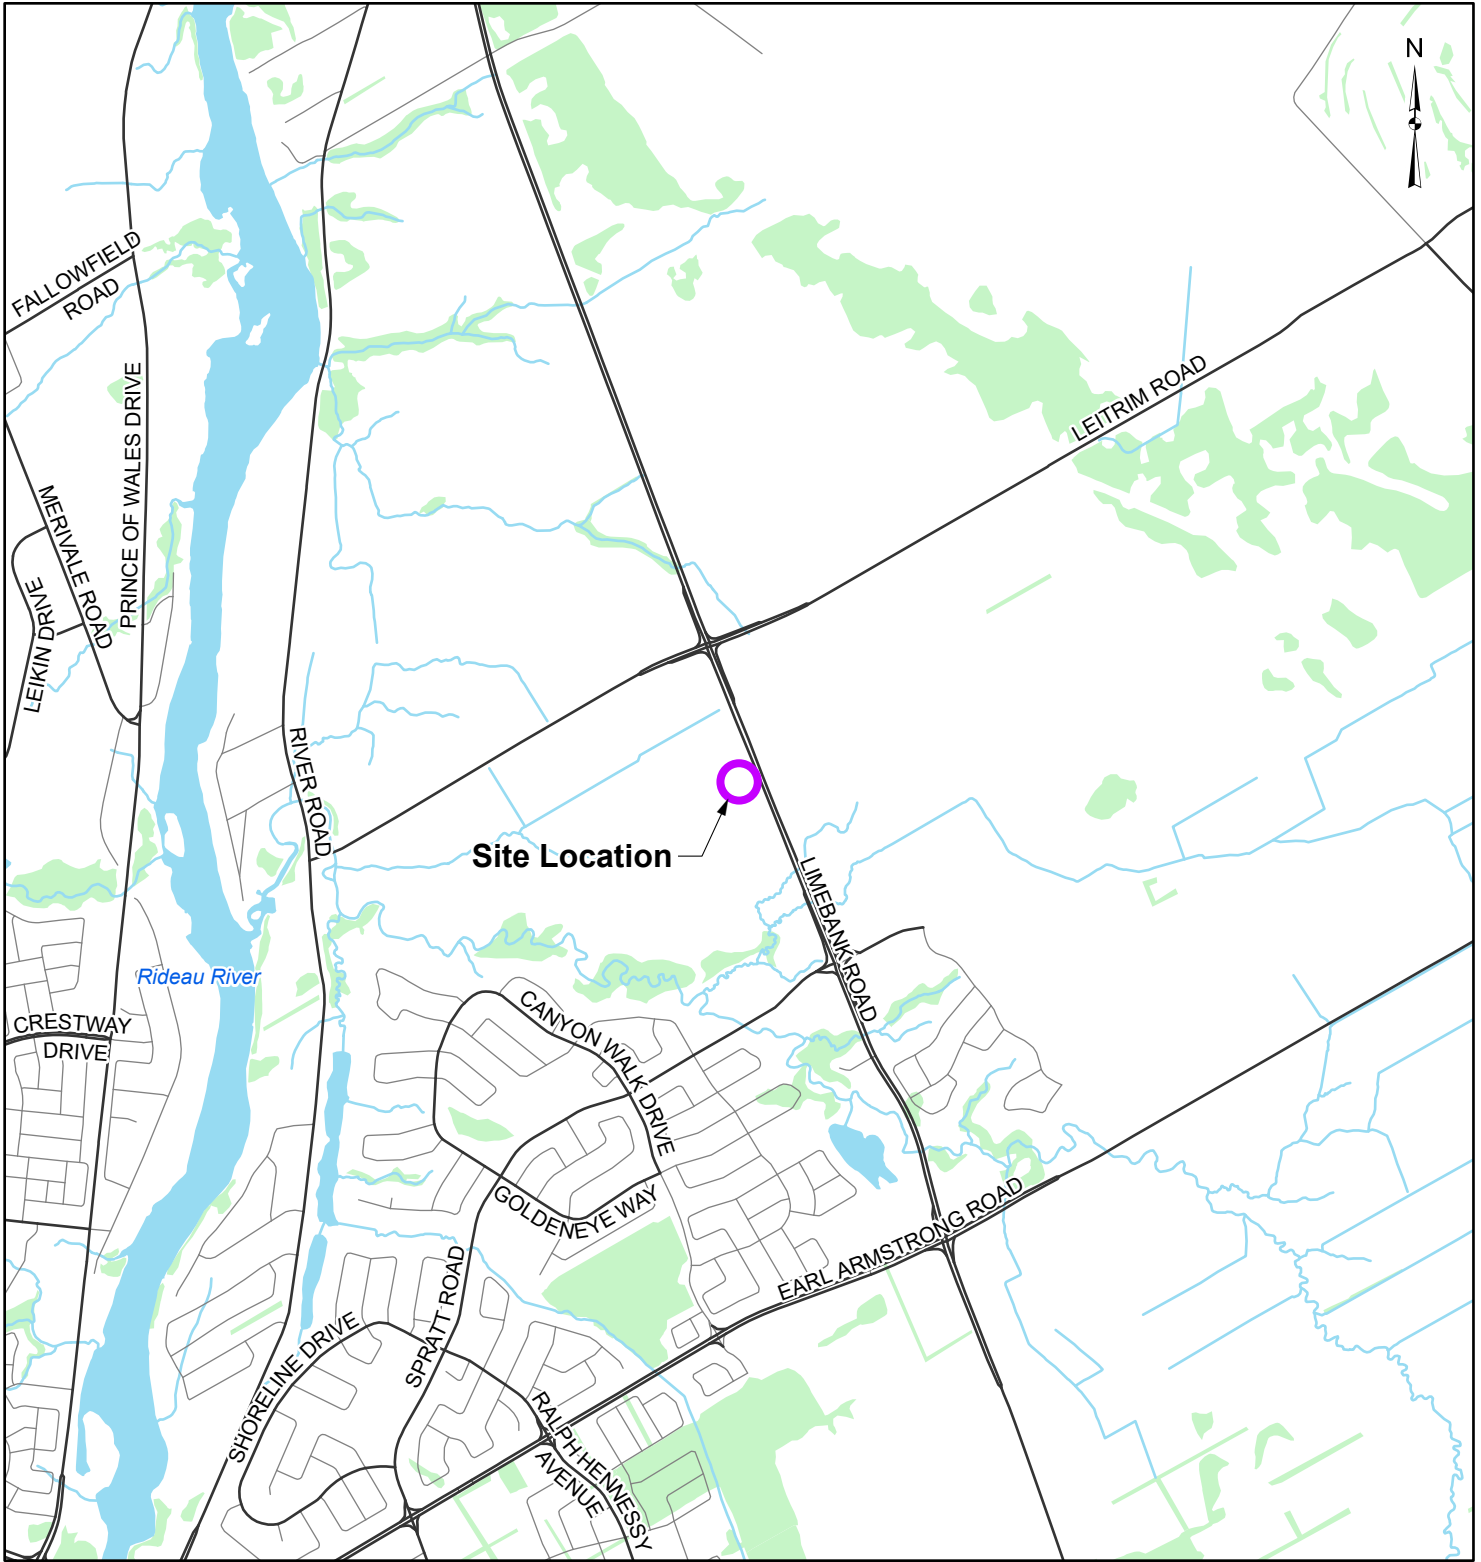 N
FALLOWFIELD
ROAD
LEITRIM ROAD
PRINCE OF WALES DRIVE
MERIVALE ROAD
LEIKIN DRIVE
RIVER ROAD
Site Location
LIMEBANK ROAD
Rideau River
CRESTWAY
DRIVE
CANYON WALK DRIVE
GOLDENEYE WAY
EARL ARMSTRONG ROAD
SPRATT ROAD
SHORELINE DRIVE
RALPH HENNESSY
AVENUE